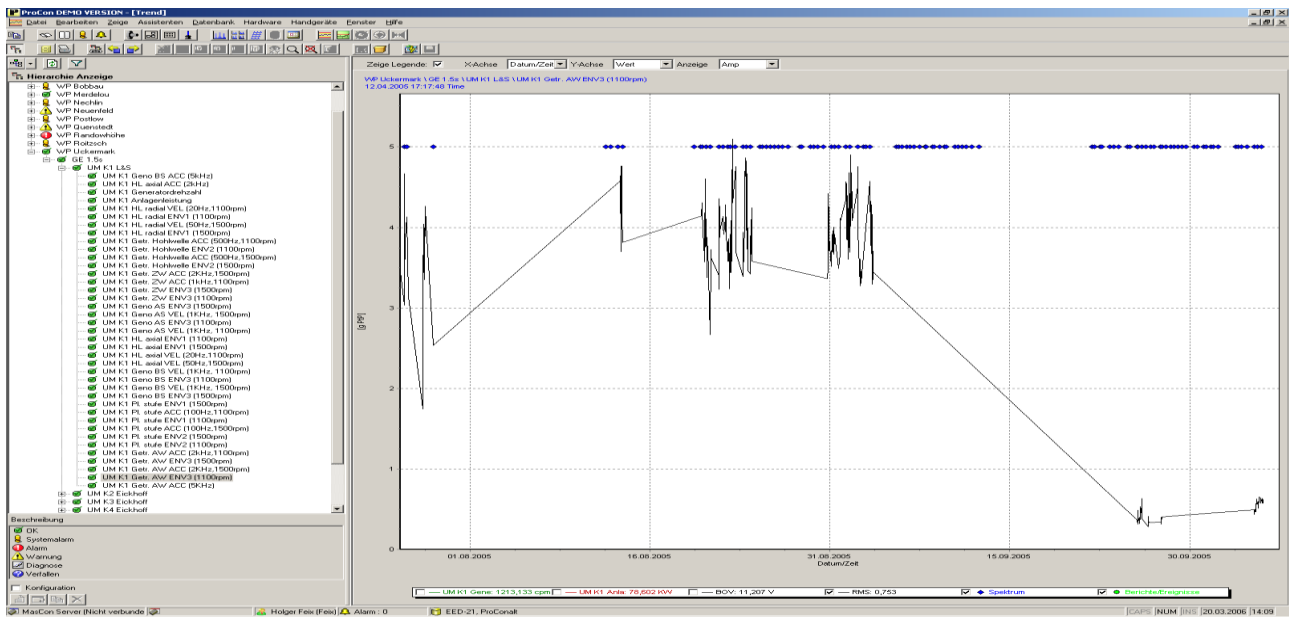 ProCon DEMO VERSION - [Trend]
Datei Bearbeiten Zeige Assistenten Datenbank Hardware Handgeräte Fenster Hilfe
Zeige Legende: X-Achse Datum/Zeit Y-Achse Wert Anzeige Amp
Hierarchie Anzeige
WP Bobbau
WP Merdelou
WP Nechlin
WP Neuenfeld
WP Postlow
WP Quenstedt
WP Randowhöhe
WP Roitzsch
WP Uckermark
GE 1.5s
UM K1 L&S
UM K1 Geno BS ACC (5kHz)
UM K1 HL axial ACC (2kHz)
UM K1 Generatordrehzahl
UM K1 Anlagenleistung
UM K1 HL radial VEL (20Hz,1100rpm)
UM K1 HL radial ENV1 (1100rpm)
UM K1 HL radial VEL (50Hz,1500rpm)
UM K1 HL radial ENV1 (1500rpm)
UM K1 Getr. Hohlwelle ACC (500Hz,1100rpm)
UM K1 Getr. Hohlwelle ENV2 (1100rpm)
UM K1 Getr. Hohlwelle ACC (500Hz,1500rpm)
UM K1 Getr. Hohlwelle ENV2 (1500rpm)
UM K1 Getr. ZW ACC (2KHz,1500rpm)
UM K1 Getr. ZW ACC (1kHz,1100rpm)
UM K1 Getr. ZW ENV3 (1500rpm)
UM K1 Getr. ZW ENV3 (1100rpm)
UM K1 Geno AS ENV3 (1500rpm)
UM K1 Geno AS VEL (1KHz, 1500rpm)
UM K1 Geno AS ENV3 (1100rpm)
UM K1 Geno AS VEL (1KHz, 1100rpm)
UM K1 HL axial ENV1 (1100rpm)
UM K1 HL axial ENV1 (1500rpm)
UM K1 HL axial VEL (20Hz,1100rpm)
UM K1 HL axial VEL (50Hz,1500rpm)
UM K1 Geno BS VEL (1KHz, 1100rpm)
UM K1 Geno BS ENV3 (1100rpm)
UM K1 Geno BS VEL (1KHz, 1500rpm)
UM K1 Geno BS ENV3 (1500rpm)
UM K1 Pl. stufe ENV1 (1500rpm)
UM K1 Pl. stufe ACC (100Hz,1100rpm)
UM K1 Pl. stufe ENV1 (1100rpm)
UM K1 Pl. stufe ACC (100Hz,1500rpm)
UM K1 Pl. stufe ENV2 (1500rpm)
UM K1 Pl. stufe ENV2 (1100rpm)
UM K1 Getr. AW ACC (2kHz,1100rpm)
UM K1 Getr. AW ENV3 (1500rpm)
UM K1 Getr. AW ACC (2KHz,1500rpm)
UM K1 Getr. AW ENV3 (1100rpm)
UM K1 Getr. AW ACC (5KHz)
UM K2 Eickhoff
UM K3 Eickhoff
UM K4 Eickhoff
Beschreibung
OK
Systemalarm
Alarm
Warnung
Diagnose
Verfallen
Konfiguration
WP Uckermark \ GE 1.5s \ UM K1 L&S \ UM K1 Getr. AW ENV3 (1100rpm)
12.04.2005 17:17:48 Time
5
4
3
2
1
0
[g PtP]
01.08.2005 16.08.2005 31.08.2005 15.09.2005 30.09.2005
Datum/Zeit
UM K1 Gene: 1213,133 cpm UM K1 Anla: 78,602 kW BOV: 11,207 V RMS: 0,753 Spektrum Berichte/Ereignisse
MasCon Server (Nicht verbunde Holger Feix (Feix) Alarm : 0 EED-21, ProConalt CAPS NUM INS 20.03.2006 14:09